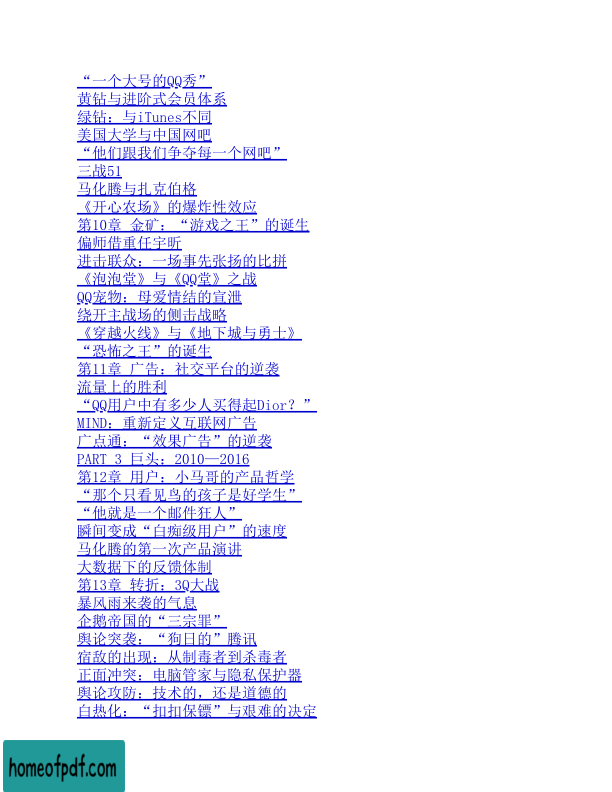 “一个大号的QQ秀”
黄钻与进阶式会员体系
绿钻：与iTunes不同
美国大学与中国网吧
“他们跟我们争夺每一个网吧”
三战51
马化腾与扎克伯格
《开心农场》的爆炸性效应
第10章 金矿：“游戏之王”的诞生
偏师借重任宇昕
进击联众：一场事先张扬的比拼
《泡泡堂》与《QQ堂》之战
QQ宠物：母爱情结的宣泄
绕开主战场的侧击战略
《穿越火线》与《地下城与勇士》
“恐怖之王”的诞生
第11章 广告：社交平台的逆袭
流量上的胜利
“QQ用户中有多少人买得起Dior？”
MIND：重新定义互联网广告
广点通：“效果广告”的逆袭
PART 3 巨头：2010—2016
第12章 用户：小马哥的产品哲学
“那个只看见鸟的孩子是好学生”
“他就是一个邮件狂人”
瞬间变成“白痴级用户”的速度
马化腾的第一次产品演讲
大数据下的反馈体制
第13章 转折：3Q大战
暴风雨来袭的气息
企鹅帝国的“三宗罪”
舆论突袭：“狗日的”腾讯
宿敌的出现：从制毒者到杀毒者
正面冲突：电脑管家与隐私保护器
舆论攻防：技术的，还是道德的
白热化：“扣扣保镖”与艰难的决定
homeofpdf.com